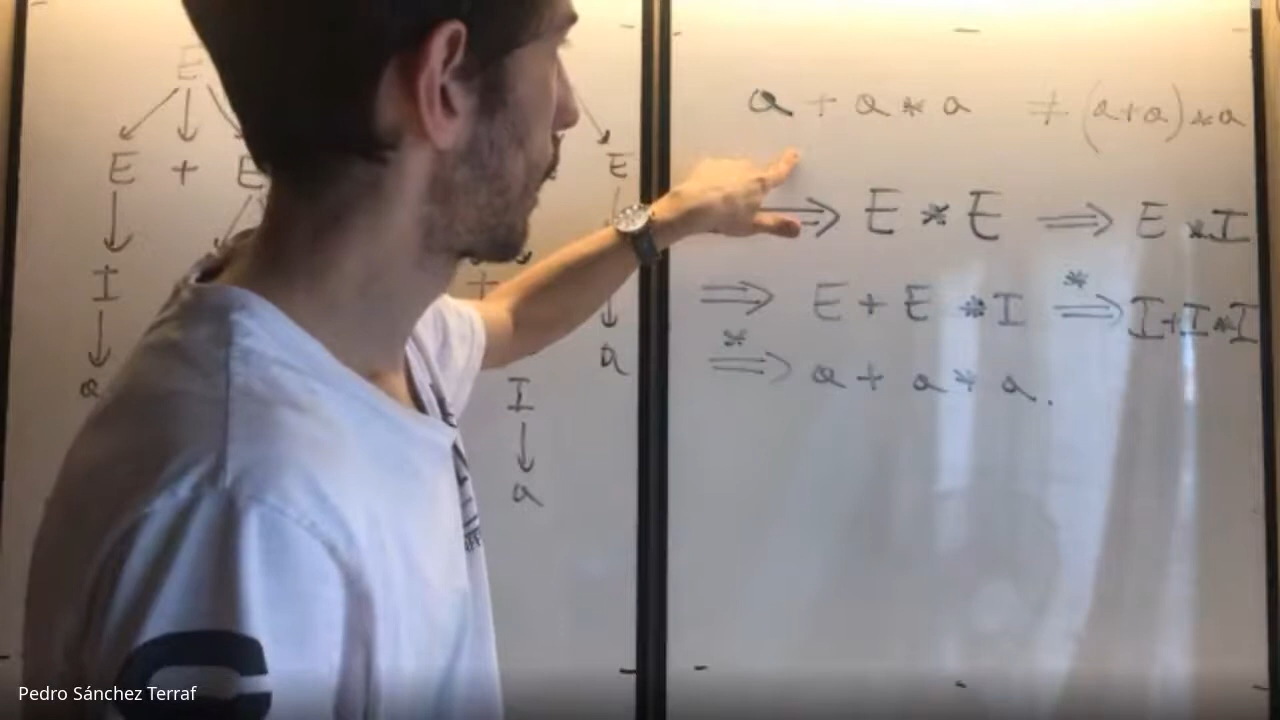 E
E + E
I
a
E
+
a
I
a
a + a * a ≠ (a+a)*a
⟹ E * E ⟹ E * I
⟹ E + E * I ⟹* I+I*I
⟹* a + a * a.
Pedro Sánchez Terraf